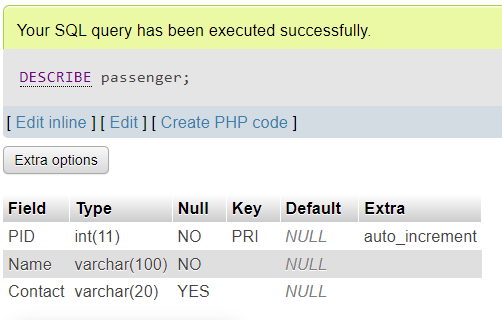 Your SQL query has been executed successfully.
DESCRIBE passenger;
[ Edit inline ] [ Edit ] [ Create PHP code ]
Extra options
Field Type Null Key Default Extra
PID int(11) NO PRI NULL auto_increment
Name varchar(100) NO NULL
Contact varchar(20) YES NULL